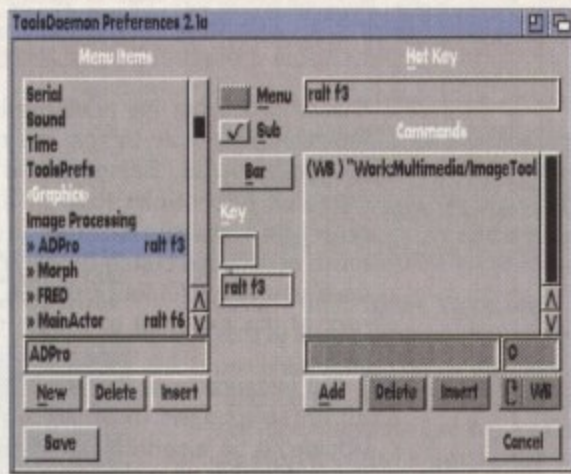 ToolsDaemon Preferences 2.1a
Menu Items
Serial
Sound
Time
ToolsPrefs
‹Graphics›
Image Processing
» ADPro ralt f3
» Morph
» FRED
» MainActor ralt f6
ADPro
New Delete Insert
Save
Menu
Sub
Bar
Key
ralt f3
Hot Key
ralt f3
Commands
(WB ) "Work:Multimedia/ImageTool
0
Add Delete Insert WB
Cancel